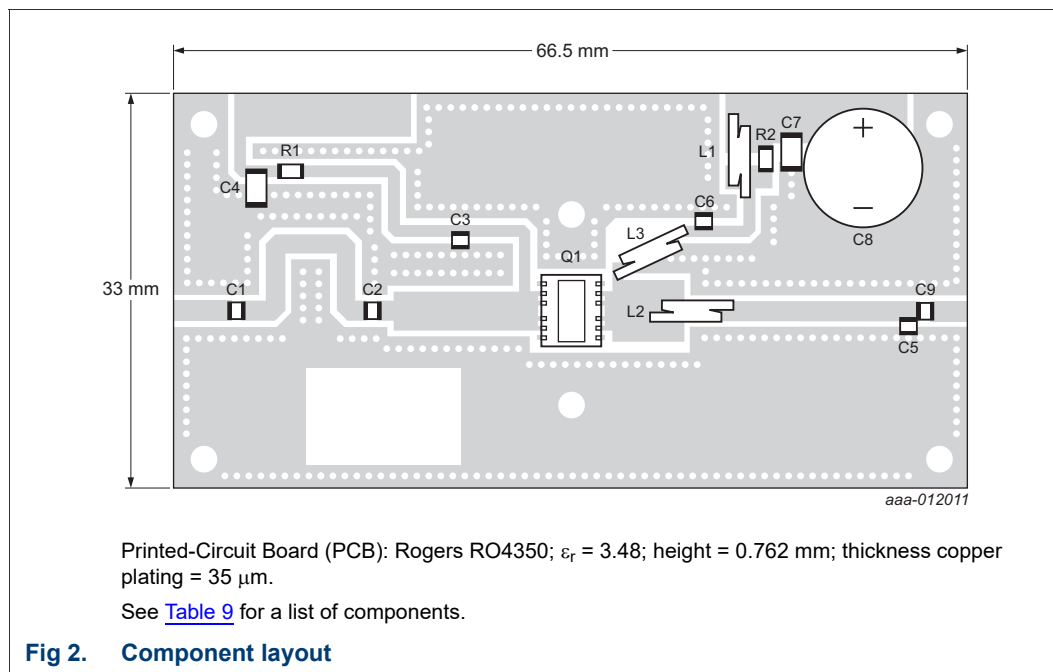 66.5 mm
33 mm
R1
C4
C3
C1
C2
Q1
L3
L2
L1
R2
C7
C6
+
−
C8
C9
C5
aaa-012011
Printed-Circuit Board (PCB): Rogers RO4350; εr = 3.48; height = 0.762 mm; thickness copper
plating = 35 μm.
See Table 9 for a list of components.
Fig 2. Component layout